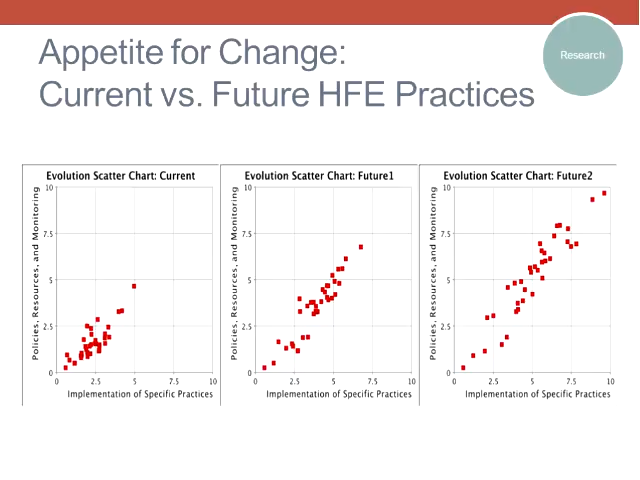 Appetite for Change:
Current vs. Future HFE Practices
Research
Evolution Scatter Chart: Current
Policies, Resources, and Monitoring
10
7.5
5
2.5
0
0 2.5 5 7.5 10
Implementation of Specific Practices
Evolution Scatter Chart: Future1
Policies, Resources, and Monitoring
10
7.5
5
2.5
0
0 2.5 5 7.5 10
Implementation of Specific Practices
Evolution Scatter Chart: Future2
Policies, Resources, and Monitoring
10
7.5
5
2.5
0
0 2.5 5 7.5 10
Implementation of Specific Practices